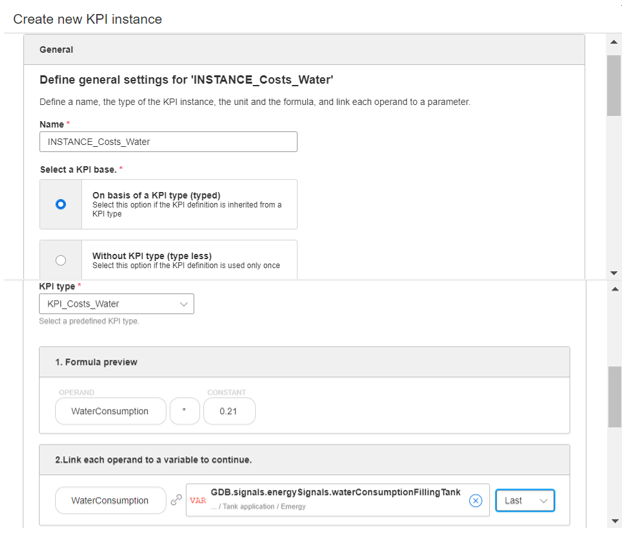 Create new KPI instance
General
Define general settings for 'INSTANCE_Costs_Water'
Define a name, the type of the KPI instance, the unit and the formula, and link each operand to a parameter.
Name *
INSTANCE_Costs_Water
Select a KPI base. *
On basis of a KPI type (typed)
Select this option if the KPI definition is inherited from a
KPI type
Without KPI type (type less)
Select this option if the KPI definition is used only once
KPI type *
KPI_Costs_Water
Select a predefined KPI type.
1. Formula preview
OPERAND CONSTANT
WaterConsumption * 0.21
2.Link each operand to a variable to continue.
WaterConsumption VAR GDB.signals.energySignals.waterConsumptionFillingTank Last
... / Tank application / Emergy